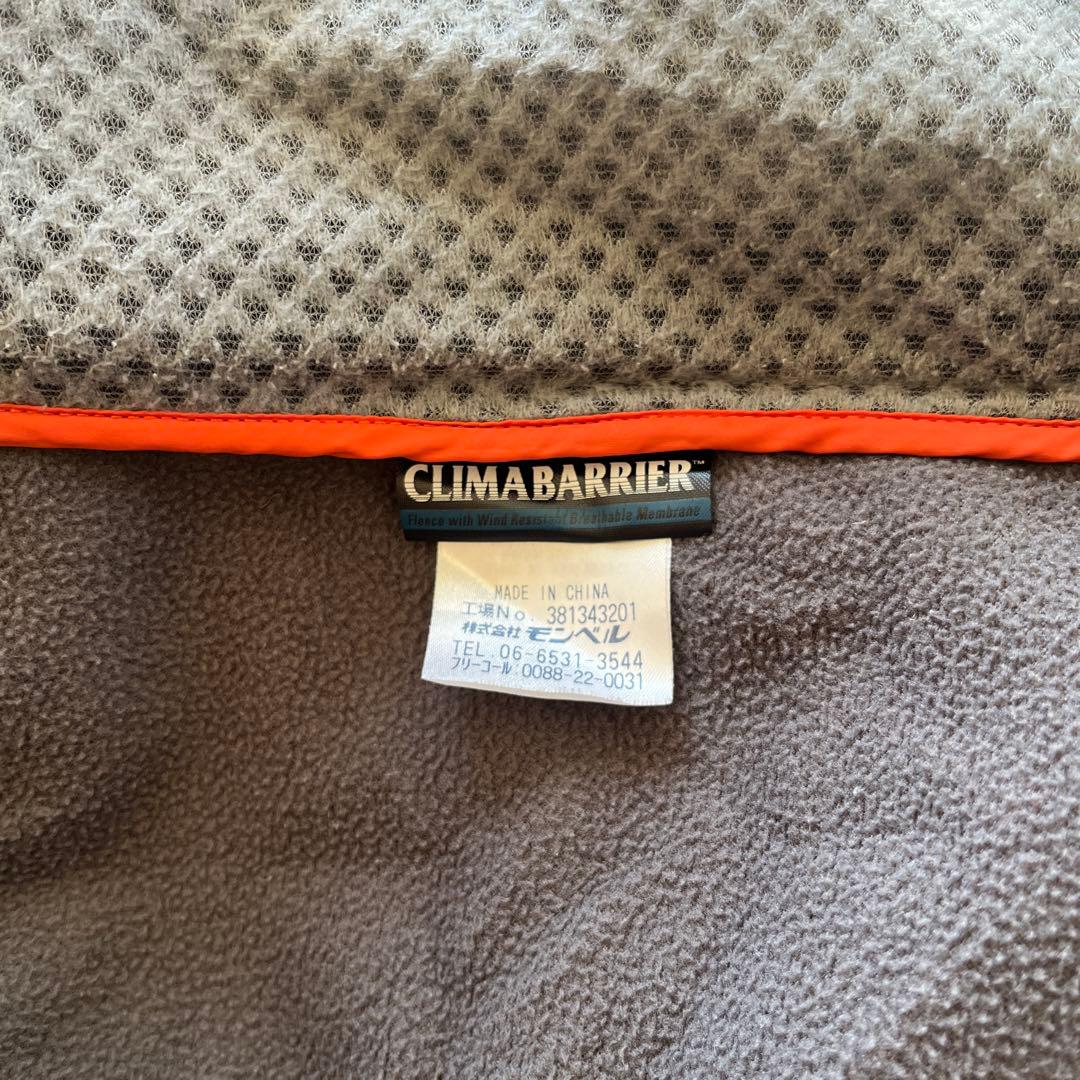 CLIMABARRIER™
Fleece with Wind Resistant Breathable Membrane
MADE IN CHINA
工場No. 381343201
株式会社 モンベル
TEL 06-6531-3544
フリーコール 0088-22-0031